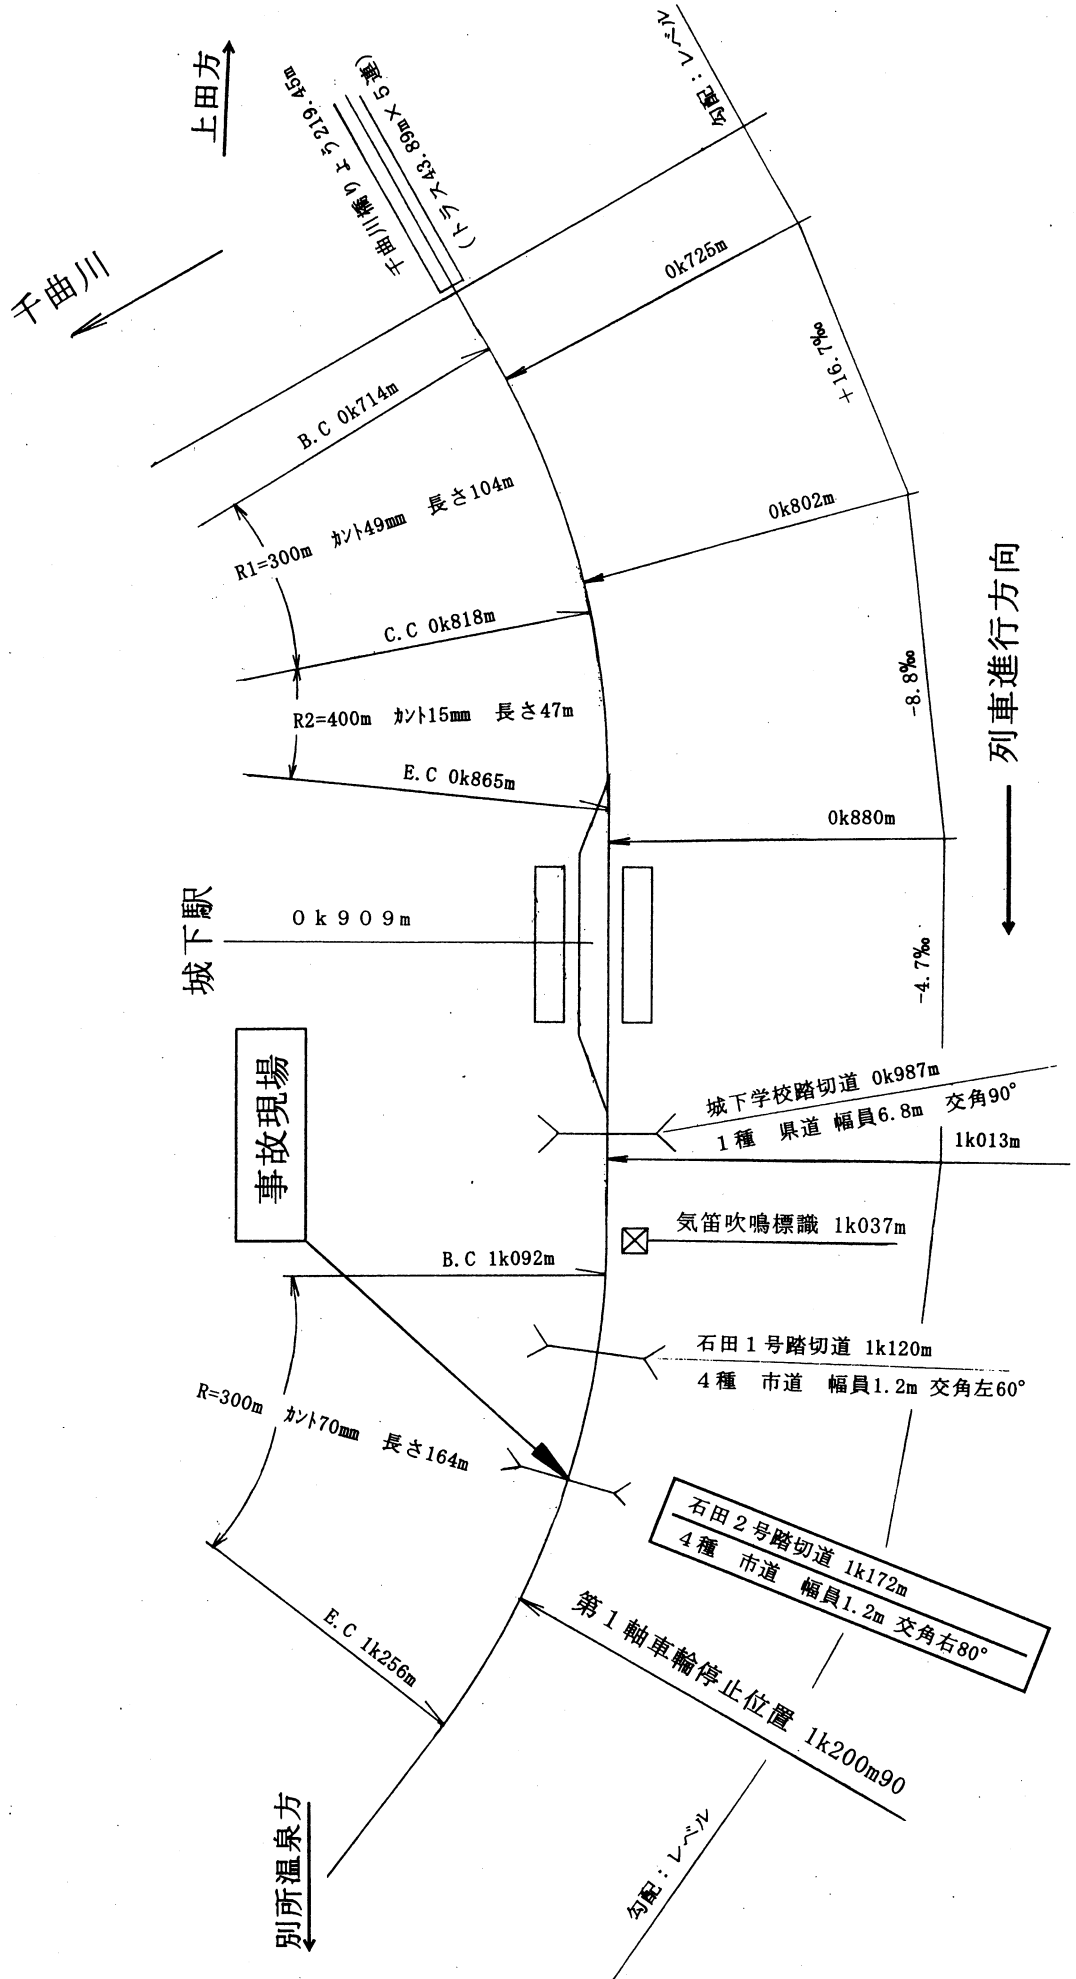 上田方
千曲川
千曲川橋りょう219.45m
(トラス43.89m×5連)
勾配：レベル
0k725m
B.C 0k714m
+16.7‰
R1=300m　カント49mm　長さ104m
0k802m
C.C 0k818m
R2=400m　カント15mm　長さ47m
-8.8‰
列車進行方向
E.C 0k865m
0k880m
城下駅
0k909m
-4.7‰
事故現場
城下学校踏切道 0k987m
1種　県道 幅員6.8m　交角90°
1k013m
気笛吹鳴標識 1k037m
B.C 1k092m
石田1号踏切道 1k120m
4種　市道　幅員1.2m 交角左60°
R=300m　カント70mm　長さ164m
石田2号踏切道 1k172m
4種　市道　幅員1.2m 交角右80°
第1軸車輪停止位置 1k200m90
E.C 1k256m
別所温泉方
勾配：レベル